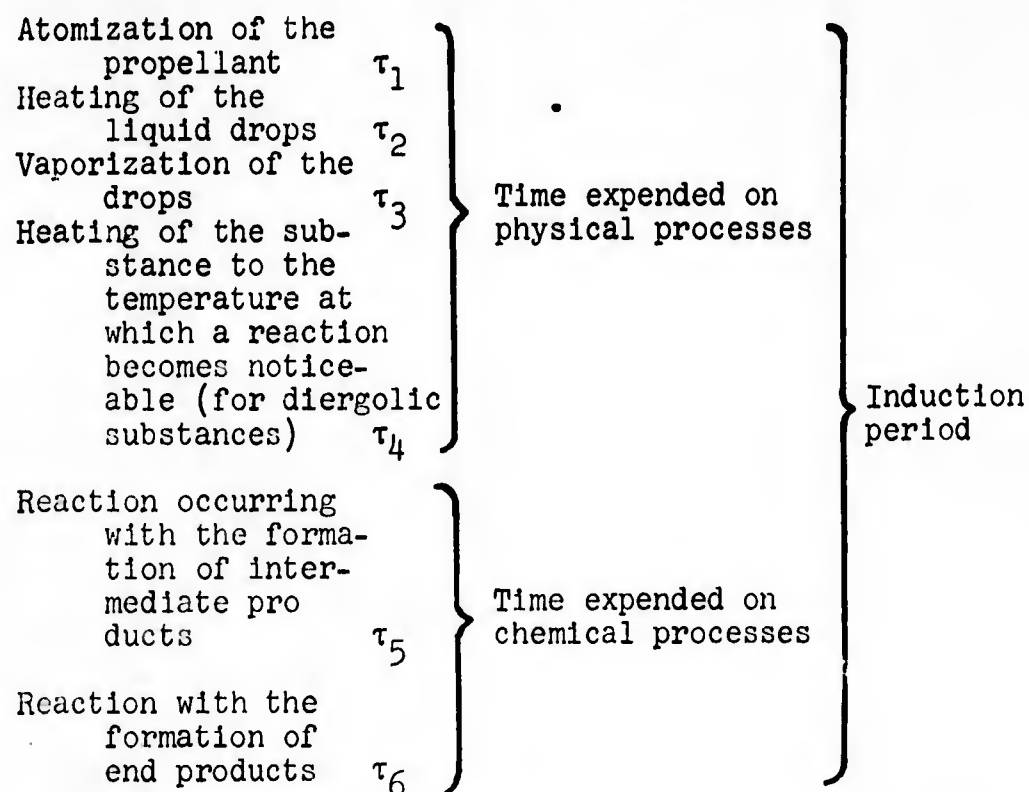 Atomization of the
propellant τ1
Heating of the
liquid drops τ2
Vaporization of the
drops τ3
Heating of the sub-
stance to the
temperature at
which a reaction
becomes notice-
able (for diergolic
substances) τ4
Time expended on
physical processes
Reaction occurring
with the forma-
tion of inter-
mediate pro
ducts τ5
Reaction with the
formation of
end products τ6
Time expended on
chemical processes
Induction
period